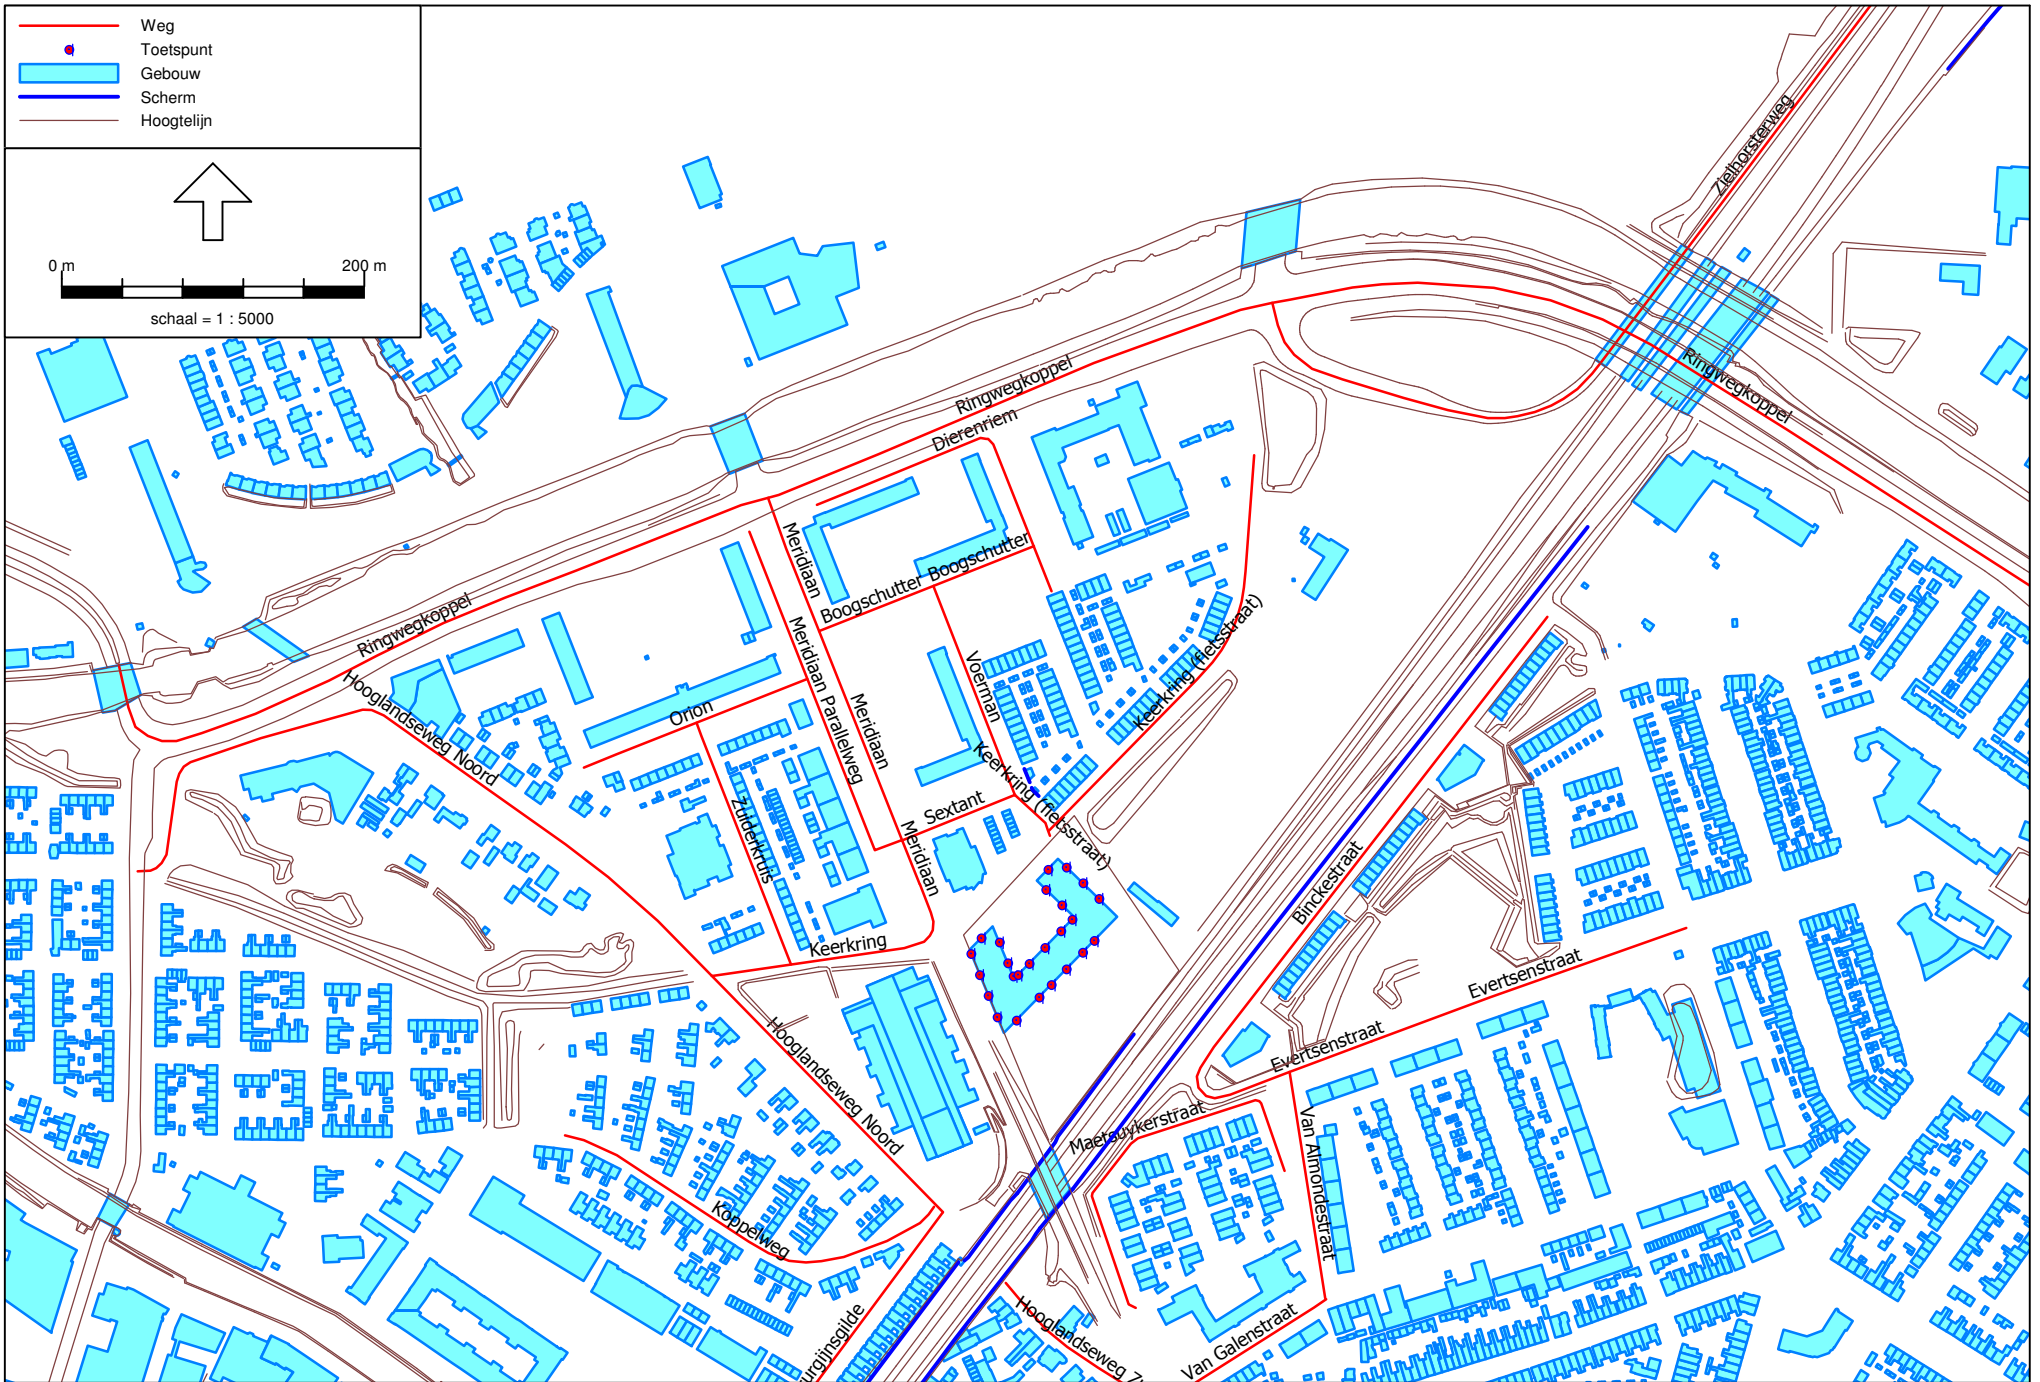 Weg
Toetspunt
Gebouw
Scherm
Hoogtelijn
0 m
200 m
schaal = 1 : 5000
Zielhorsterweg
Ringwegkoppel
Ringwegkoppel
Dierenriem
Meridiaan
Boogschutter
Boogschutter
Ringwegkoppel
Keerkring (fietsstraat)
Meridiaan Parallelweg
Voerman
Hooglandseweg Noord
Orion
Meridiaan
Keerkring (fietsstraat)
Zuiderkruis
Sextant
Meridiaan
Binckestraat
Keerkring
Evertsenstraat
Evertsenstraat
Hooglandseweg Noord
Maetsuykerstraat
Van Almondestraat
Koppelweg
Hooglandseweg
Van Galenstraat